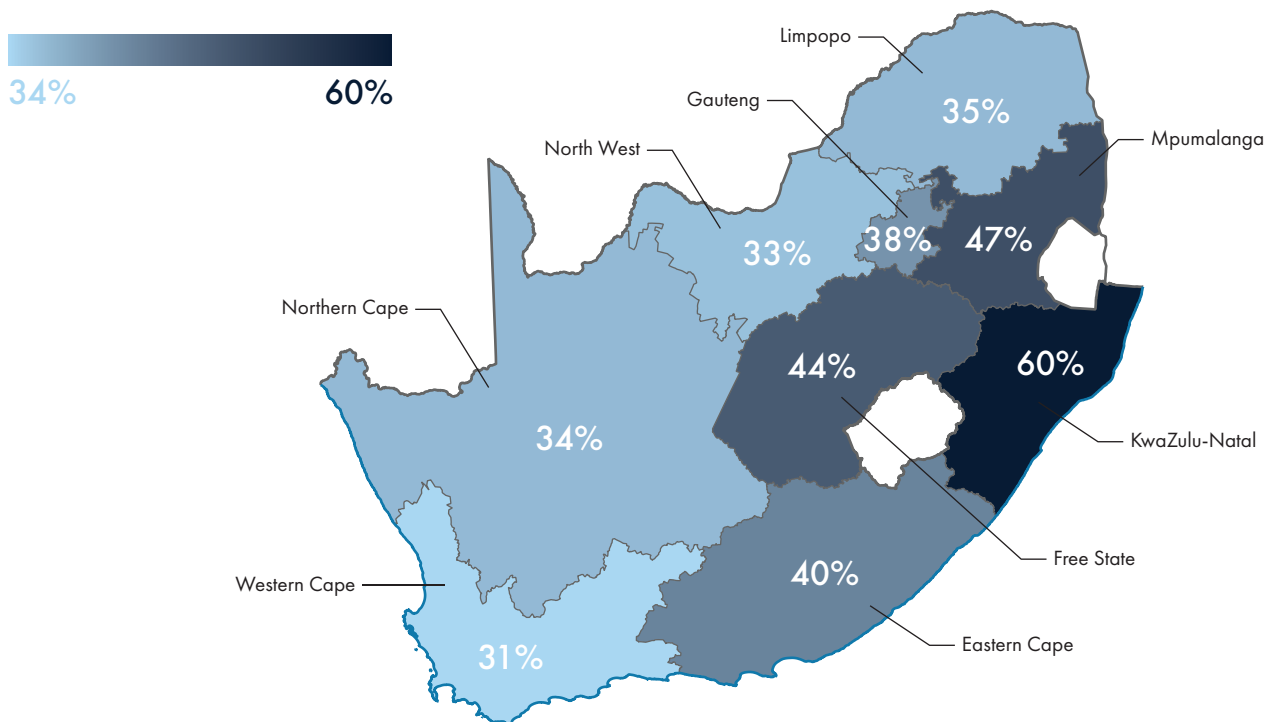 34%
60%
Limpopo
35%
Gauteng
Mpumalanga
North West
33%
38%
47%
Northern Cape
44%
60%
34%
KwaZulu-Natal
Free State
Western Cape
40%
Eastern Cape
31%